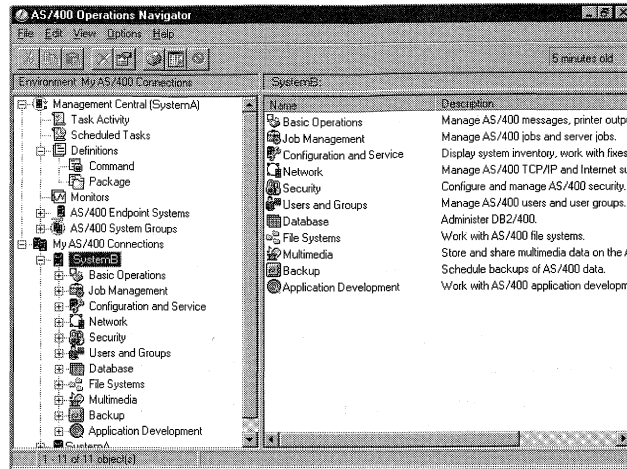 AS/400 Operations Navigator
File Edit View Options Help
5 minutes old
Environment: My AS/400 Connections
SystemB:
Management Central (SystemA)
Task Activity
Scheduled Tasks
Definitions
Command
Package
Monitors
AS/400 Endpoint Systems
AS/400 System Groups
My AS/400 Connections
SystemB
Basic Operations
Job Management
Configuration and Service
Network
Security
Users and Groups
Database
File Systems
Multimedia
Backup
Application Development
SystemA
Name Description
Basic Operations Manage AS/400 messages, printer outpu
Job Management Manage AS/400 jobs and server jobs.
Configuration and Service Display system inventory, work with fixes
Network Manage AS/400 TCP/IP and Internet su
Security Configure and manage AS/400 security.
Users and Groups Manage AS/400 users and user groups.
Database Administer DB2/400.
File Systems Work with AS/400 file systems.
Multimedia Store and share multimedia data on the A
Backup Schedule backups of AS/400 data.
Application Development Work with AS/400 application developm
1 - 11 of 11 object(s)